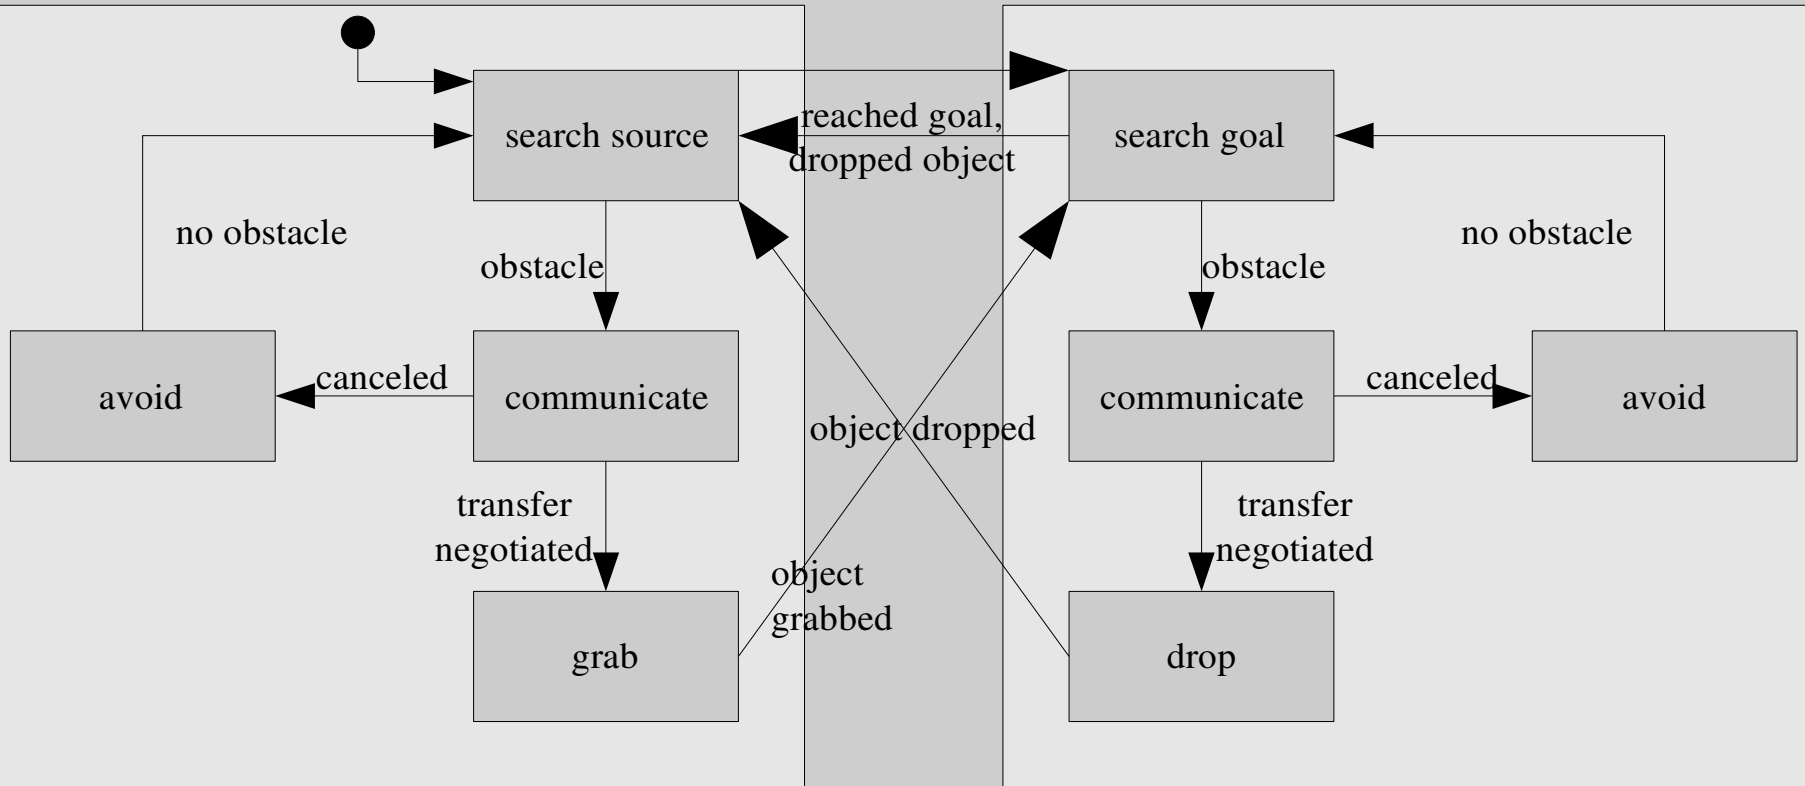 reached goal,
search source
search goal
dropped object
no obstacle
no obstacle
obstacle
obstacle
avoid
canceled
communicate
communicate
canceled
avoid
object dropped
transfer
negotiated
transfer
negotiated
object
grabbed
grab
drop